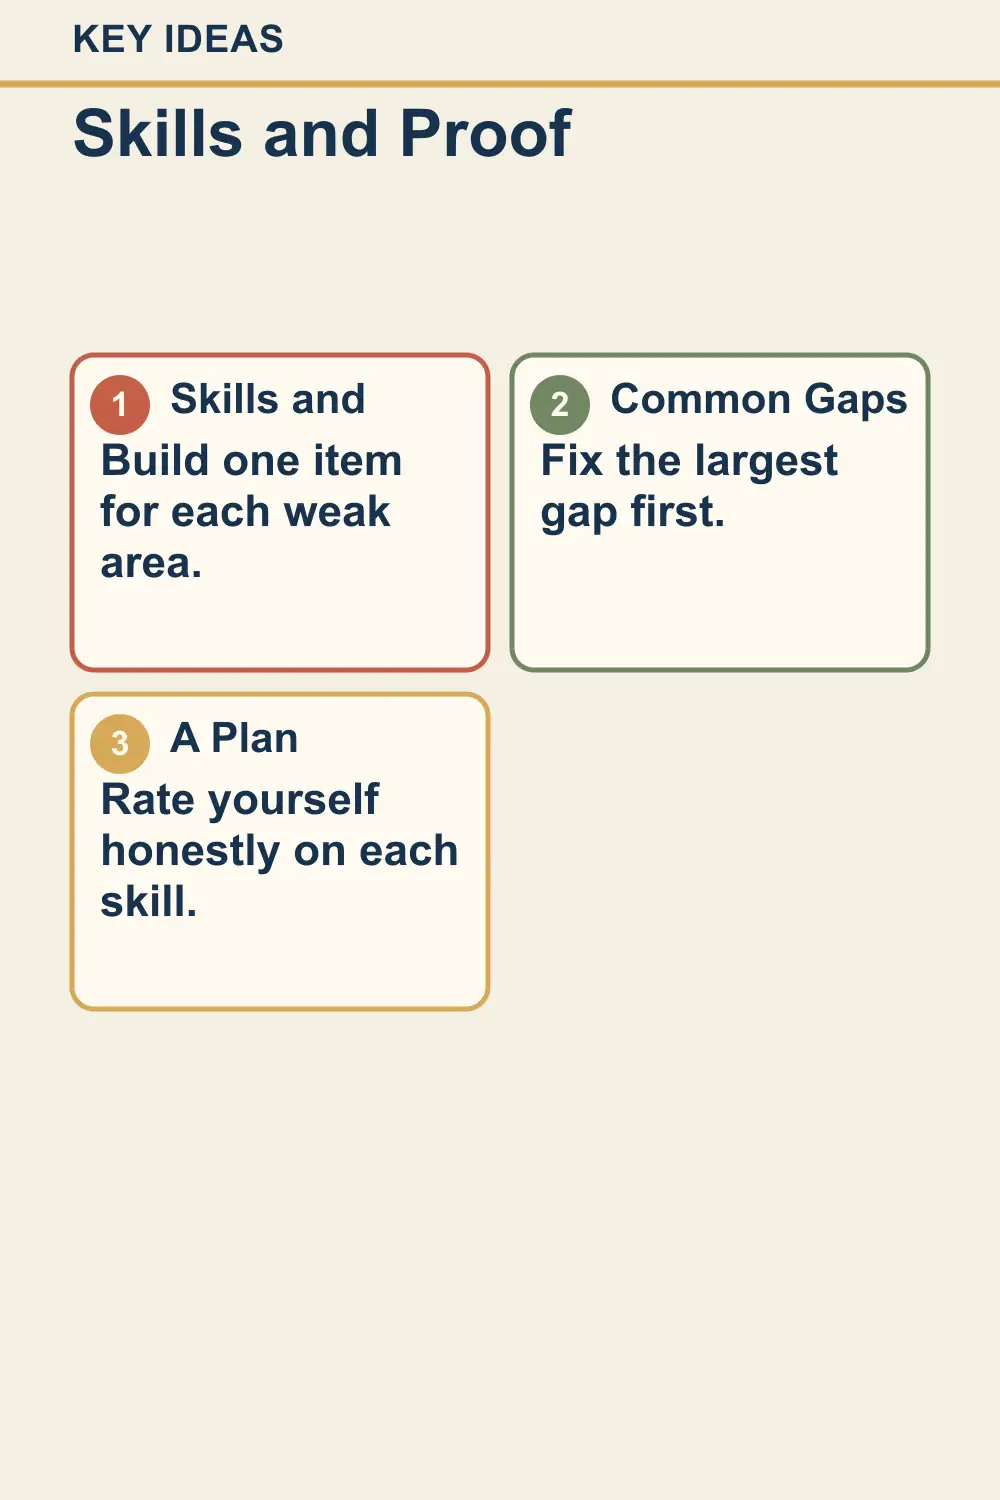 KEY IDEAS
Skills and Proof
1 Skills and
Build one item
for each weak
area.
2 Common Gaps
Fix the largest
gap first.
3 A Plan
Rate yourself
honestly on each
skill.